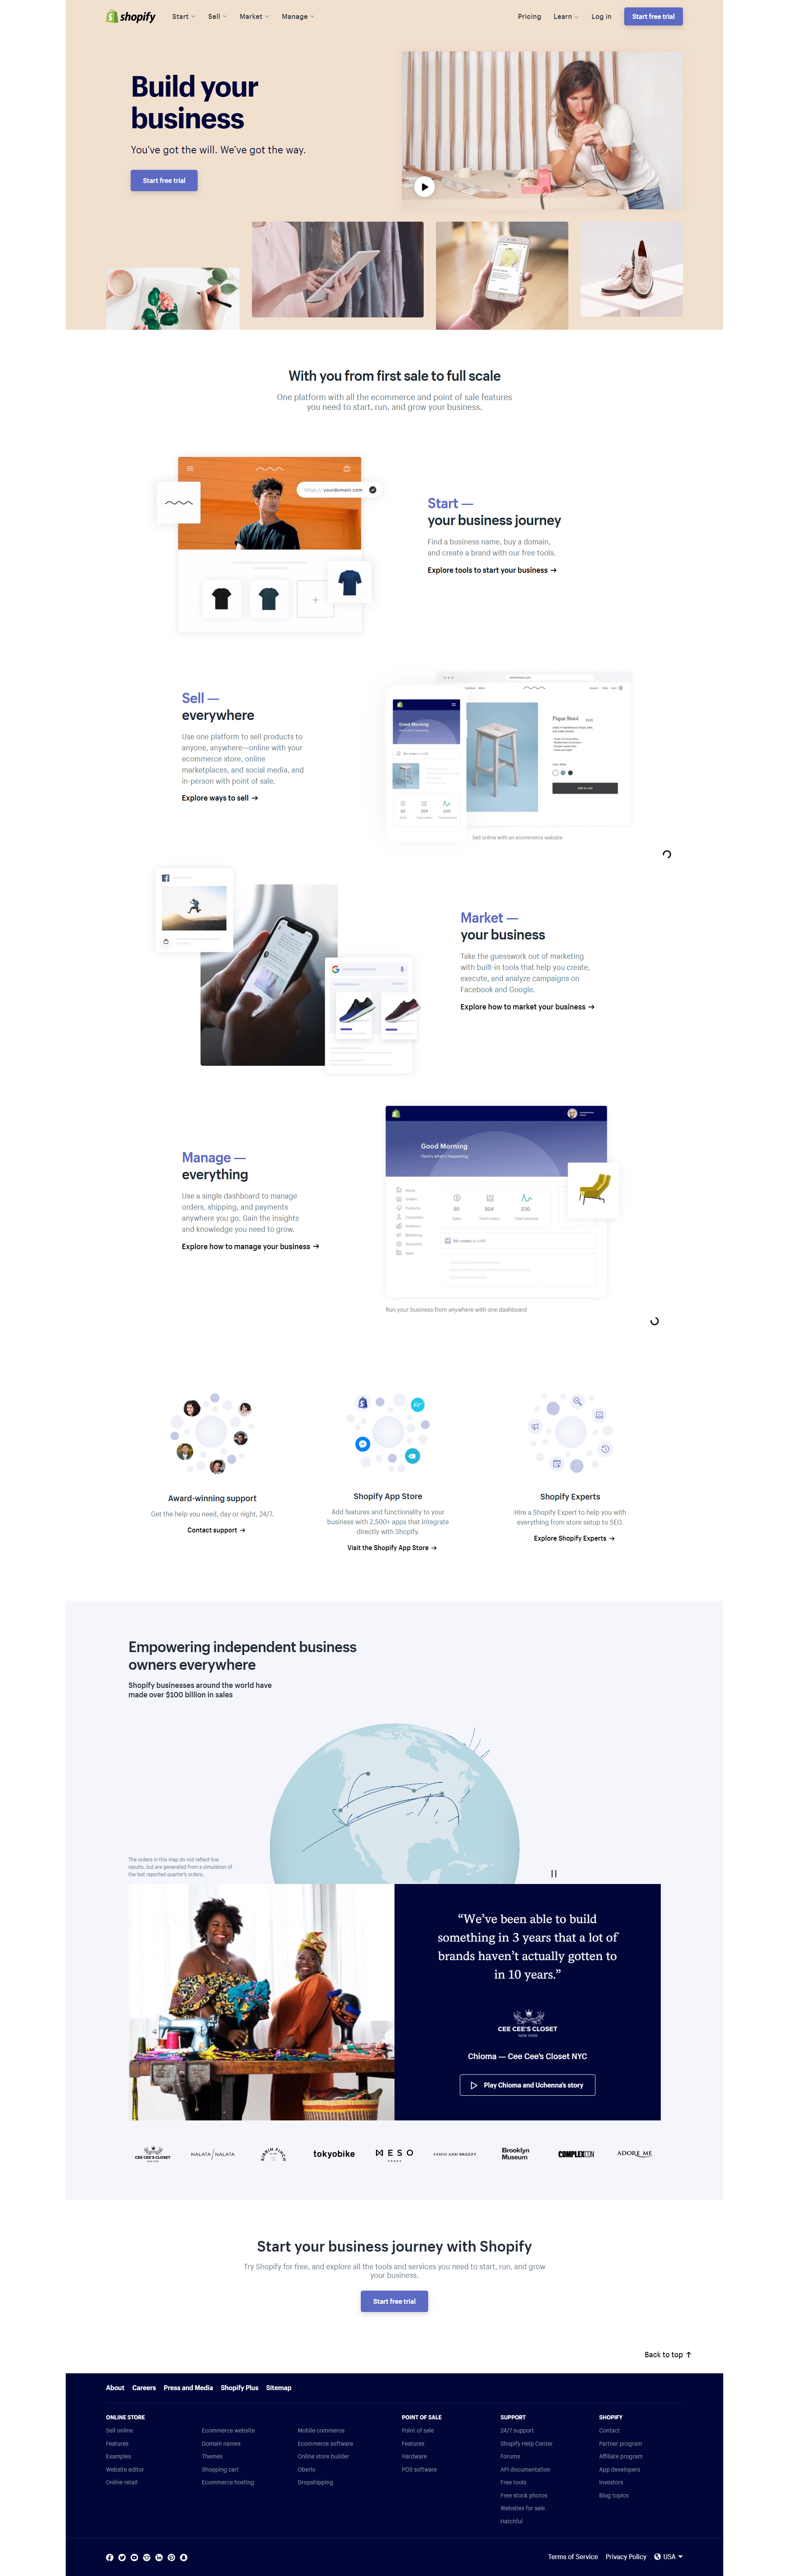 shopify
Start
Sell
Market
Manage
Pricing
Learn
Log in
Start free trial
Build your
business
You've got the will. We've got the way.
Start free trial
With you from first sale to full scale
One platform with all the ecommerce and point of sale features
you need to start, run, and grow your business.
https:// yourdomain.com
Start —
your business journey
Find a business name, buy a domain,
and create a brand with our free tools.
Explore tools to start your business →
Sell —
everywhere
Use one platform to sell products to
anyone, anywhere—online with your
ecommerce store, online
marketplaces, and social media, and
in-person with point of sale.
Explore ways to sell →
Good Morning
Pique Stool
Add to cart
Sell online with an ecommerce website
Market —
your business
Take the guesswork out of marketing
with built-in tools that help you create,
execute, and analyze campaigns on
Facebook and Google.
Explore how to market your business →
Manage —
everything
Use a single dashboard to manage
orders, shipping, and payments
anywhere you go. Gain the insights
and knowledge you need to grow.
Explore how to manage your business →
Good Morning
Here's what's happening.
Home
Orders
Products
Customers
Analytics
Marketing
Discounts
Apps
50
304
230
Sales
Total orders
Total sessions
50+ orders to fulfill
Run your business from anywhere with one dashboard
Award-winning support
Get the help you need, day or night, 24/7.
Contact support →
Shopify App Store
Add features and functionality to your
business with 2,500+ apps that integrate
directly with Shopify.
Visit the Shopify App Store →
Shopify Experts
Hire a Shopify Expert to help you with
everything from store setup to SEO.
Explore Shopify Experts →
Empowering independent business
owners everywhere
Shopify businesses around the world have
made over $100 billion in sales
The orders in this map do not reflect live
results, but are generated from a simulation of
the last reported quarter's orders.
“We’ve been able to build
something in 3 years that a lot of
brands haven’t actually gotten to
in 10 years.”
CEE CEE'S CLOSET
NEW YORK
Chioma — Cee Cee’s Closet NYC
Play Chioma and Uchenna’s story
CEE CEE'S CLOSET
NEW YORK
NALATA / NALATA
KIRRIN FINCH
tokyobike
MESO
COCO AND BREEZY
Brooklyn
Museum
COMPLEXCON
ADORE ME
Start your business journey with Shopify
Try Shopify for free, and explore all the tools and services you need to start, run, and grow
your business.
Start free trial
Back to top ↑
About
Careers
Press and Media
Shopify Plus
Sitemap
ONLINE STORE
Sell online
Features
Examples
Website editor
Online retail
Ecommerce website
Domain names
Themes
Shopping cart
Ecommerce hosting
Mobile commerce
Ecommerce software
Online store builder
Oberlo
Dropshipping
POINT OF SALE
Point of sale
Features
Hardware
POS software
SUPPORT
24/7 support
Shopify Help Center
Forums
API documentation
Free tools
Free stock photos
Websites for sale
Hatchful
SHOPIFY
Contact
Partner program
Affiliate program
App developers
Investors
Blog topics
Terms of Service
Privacy Policy
USA